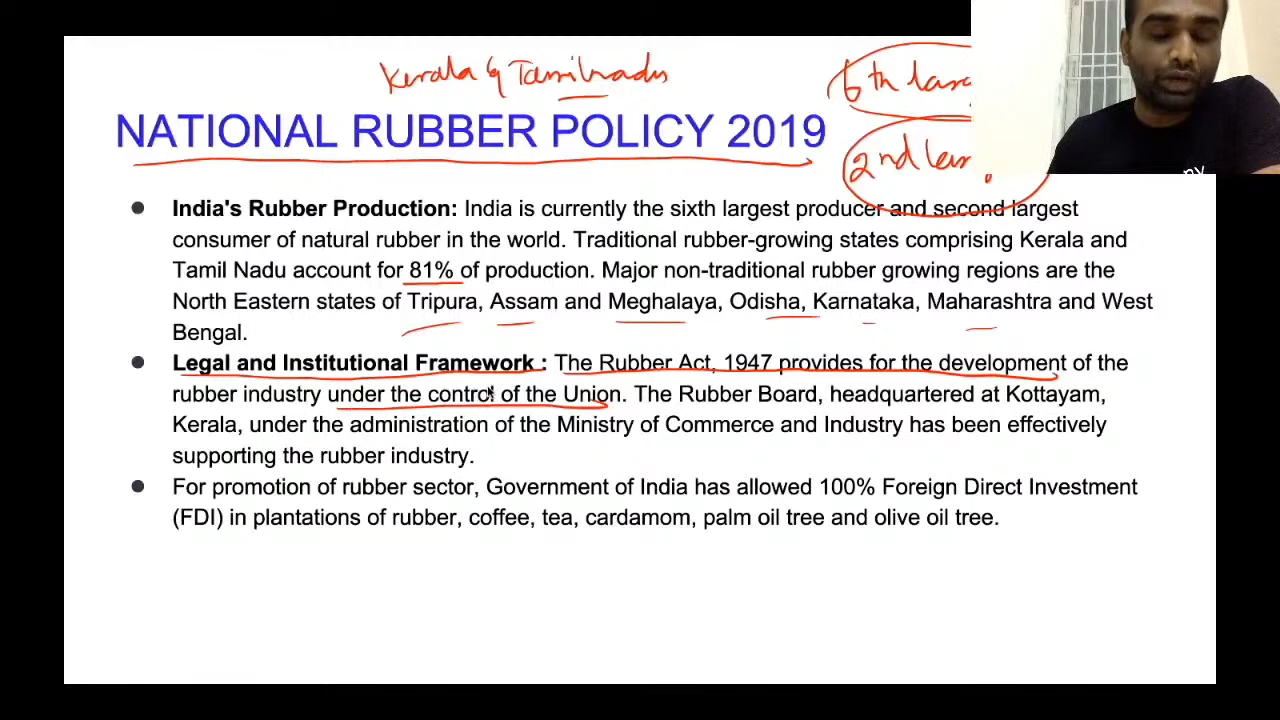 Kerala & Tamilnadu
6th larg
2nd lar
NATIONAL RUBBER POLICY 2019
● India's Rubber Production: India is currently the sixth largest producer and second largest
consumer of natural rubber in the world. Traditional rubber-growing states comprising Kerala and
Tamil Nadu account for 81% of production. Major non-traditional rubber growing regions are the
North Eastern states of Tripura, Assam and Meghalaya, Odisha, Karnataka, Maharashtra and West
Bengal.
● Legal and Institutional Framework : The Rubber Act, 1947 provides for the development of the
rubber industry under the control of the Union. The Rubber Board, headquartered at Kottayam,
Kerala, under the administration of the Ministry of Commerce and Industry has been effectively
supporting the rubber industry.
● For promotion of rubber sector, Government of India has allowed 100% Foreign Direct Investment
(FDI) in plantations of rubber, coffee, tea, cardamom, palm oil tree and olive oil tree.